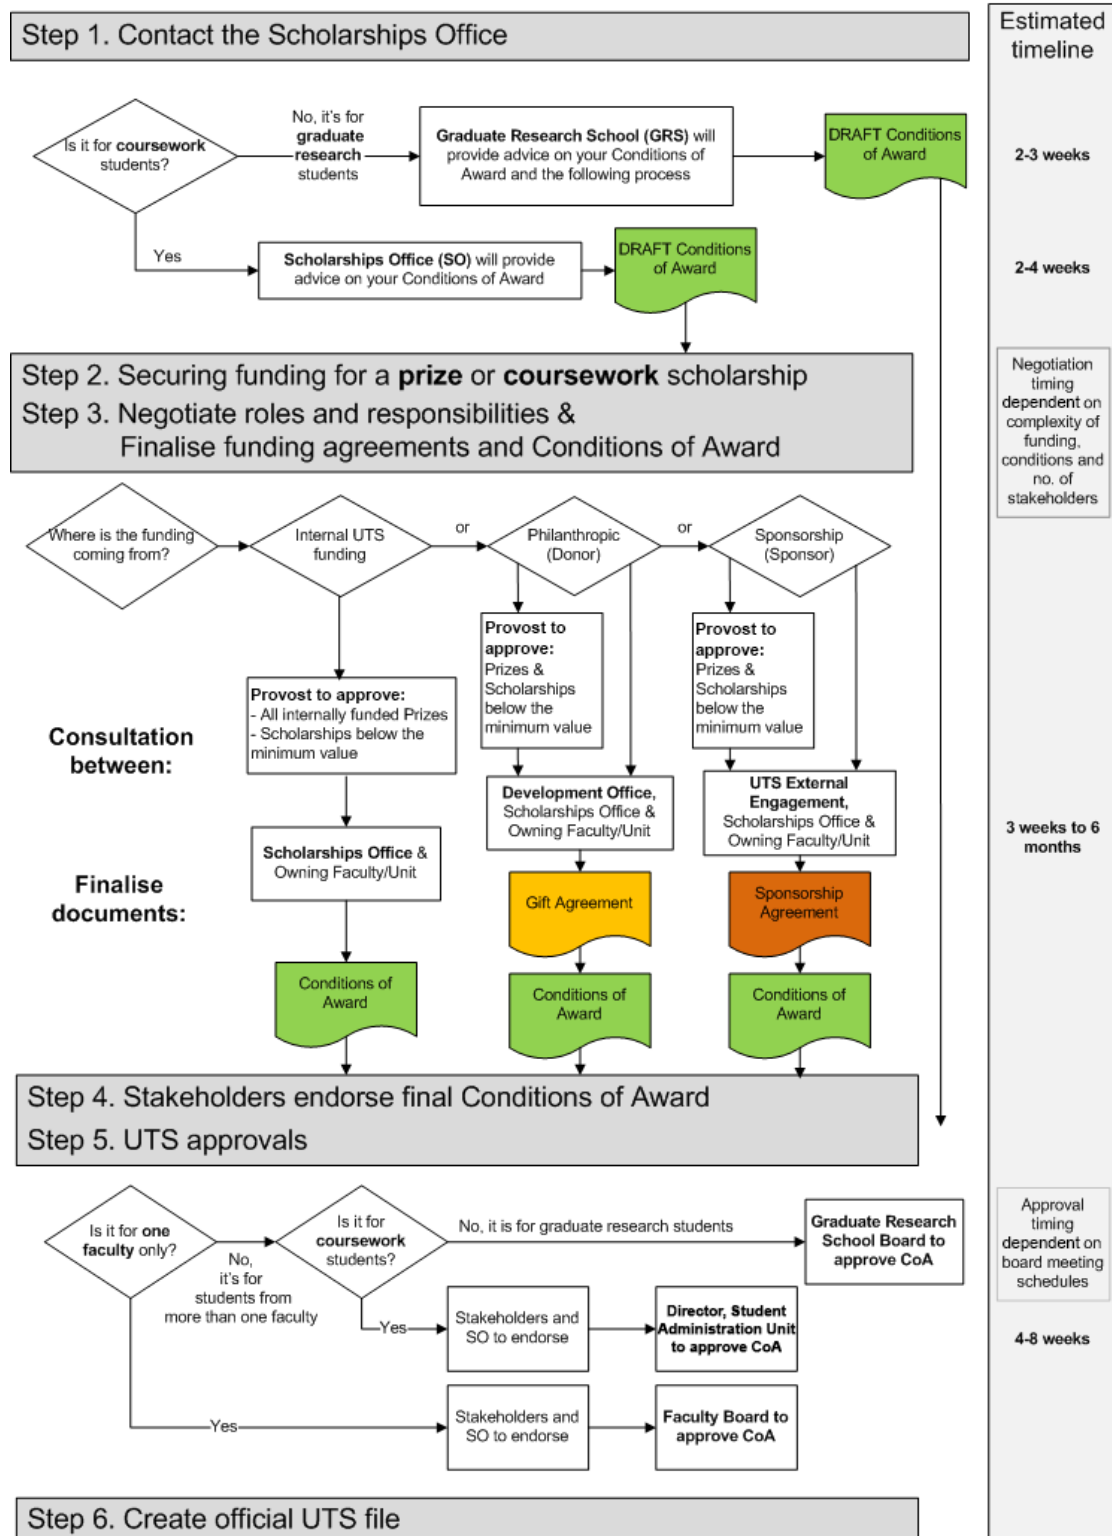 Step 1. Contact the Scholarships Office
Estimated
timeline
Is it for coursework
students?
No, it's for
graduate
research
students
Graduate Research School (GRS) will
provide advice on your Conditions of
Award and the following process
DRAFT Conditions
of Award
2-3 weeks
Yes
Scholarships Office (SO) will provide
advice on your Conditions of Award
DRAFT Conditions
of Award
2-4 weeks
Step 2. Securing funding for a prize or coursework scholarship
Step 3. Negotiate roles and responsibilities &
Finalise funding agreements and Conditions of Award
Negotiation
timing
dependent on
complexity of
funding,
conditions and
no. of
stakeholders
Where is the funding
coming from?
Internal UTS
funding
or
Philanthropic
(Donor)
or
Sponsorship
(Sponsor)
Provost to approve:
- All internally funded Prizes
- Scholarships below the
minimum value
Provost to
approve:
Prizes &
Scholarships
below the
minimum value
Provost to
approve:
Prizes &
Scholarships
below the
minimum value
Consultation
between:
Scholarships Office &
Owning Faculty/Unit
Development Office,
Scholarships Office &
Owning Faculty/Unit
UTS External
Engagement,
Scholarships Office &
Owning Faculty/Unit
3 weeks to 6
months
Finalise
documents:
Gift Agreement
Sponsorship
Agreement
Conditions of
Award
Conditions of
Award
Conditions of
Award
Step 4. Stakeholders endorse final Conditions of Award
Step 5. UTS approvals
Is it for one
faculty only?
No,
it's for
students from
more than one faculty
Is it for
coursework
students?
No, it is for graduate research students
Graduate Research
School Board to
approve CoA
Approval
timing
dependent on
board meeting
schedules
Yes
Stakeholders and
SO to endorse
Director, Student
Administration Unit
to approve CoA
4-8 weeks
Yes
Stakeholders and
SO to endorse
Faculty Board to
approve CoA
Step 6. Create official UTS file